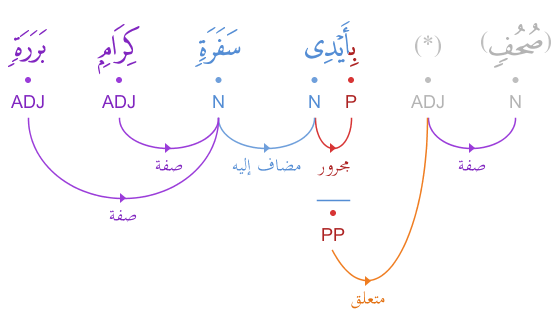 (صُحُفٍ) (*) بِأَيْدِى سَفَرَةٍ كِرَامٍ بَرَرَةٍ
N ADJ P N N ADJ ADJ
صفة مجرور مضاف إليه صفة
صفة
PP
متعلق